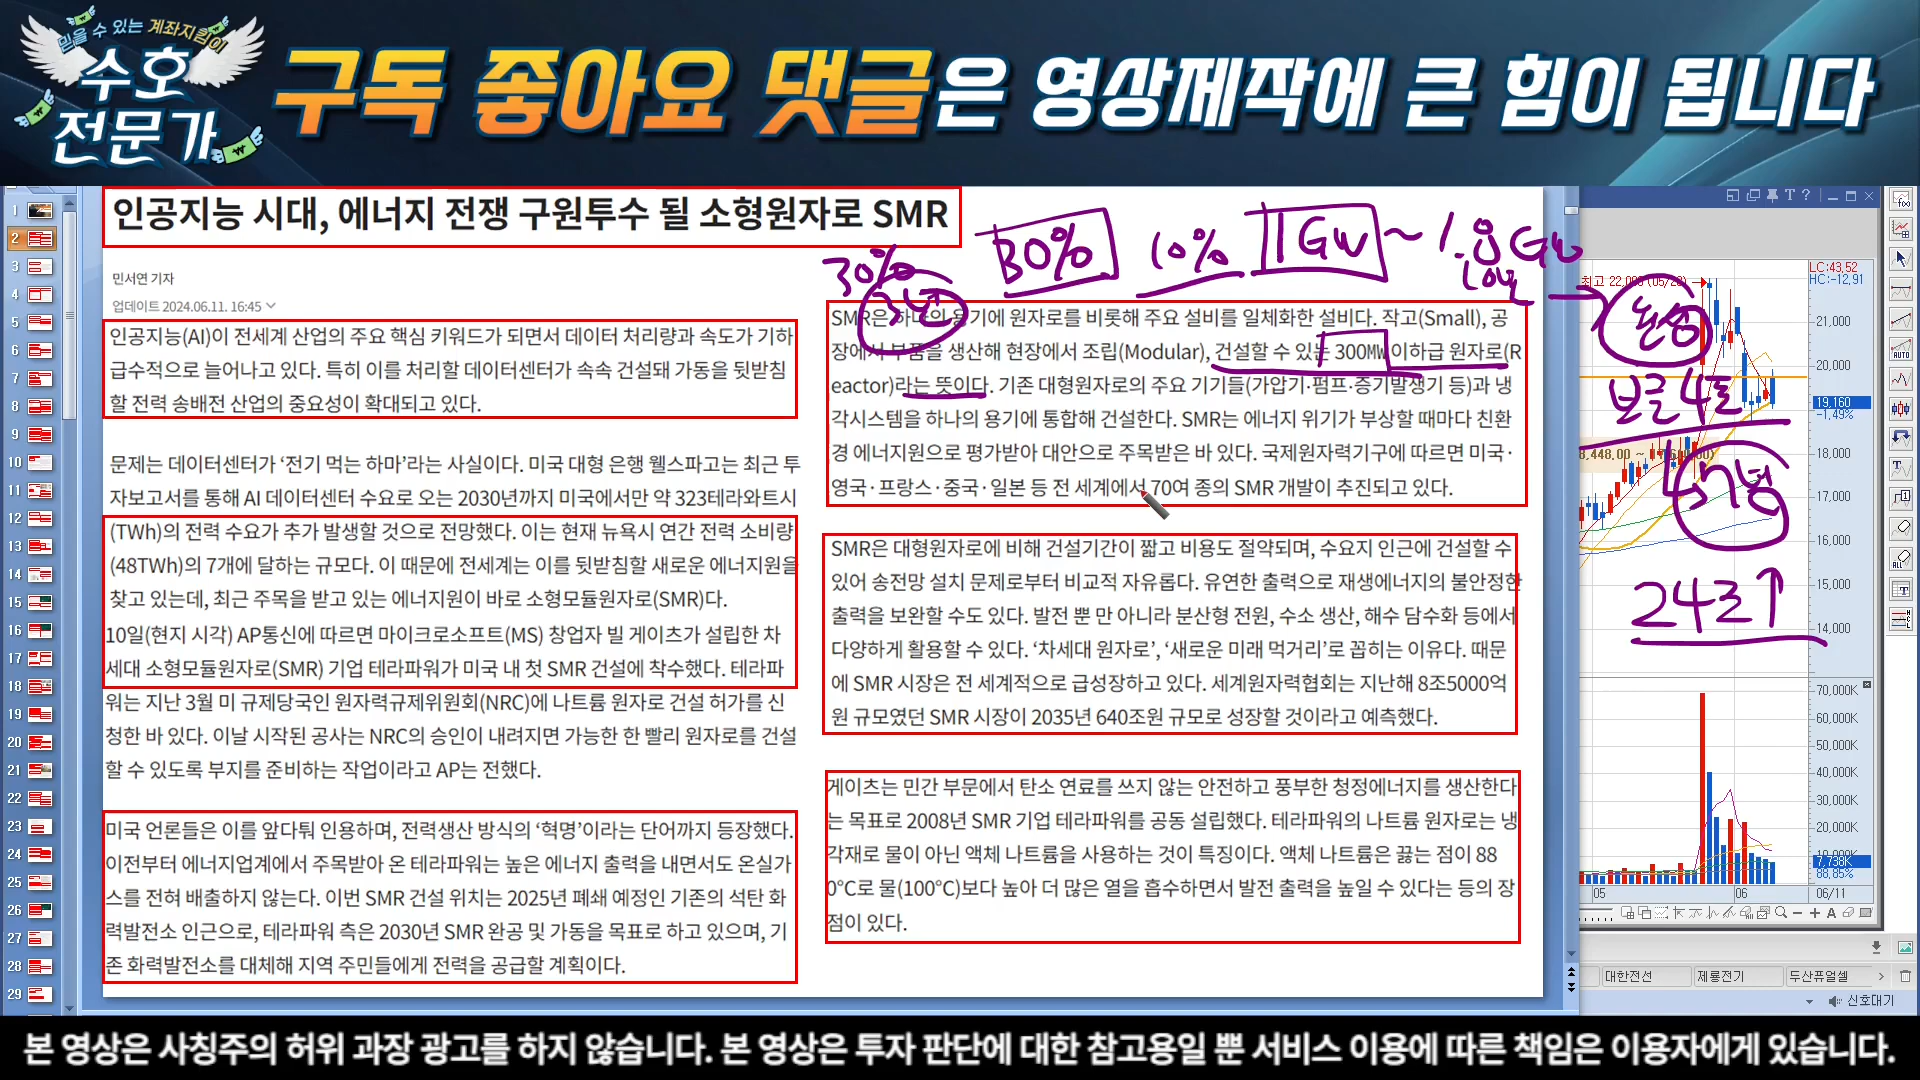 믿을 수 있는 계좌지킴이
수호
전문가
구독 좋아요 댓글은 영상제작에 큰 힘이 됩니다
인공지능 시대, 에너지 전쟁 구원투수 될 소형원자로 SMR
민서연 기자
업데이트 2024.06.11. 16:45
인공지능(AI)이 전세계 산업의 주요 핵심 키워드가 되면서 데이터 처리량과 속도가 기하
급수적으로 늘어나고 있다. 특히 이를 처리할 데이터센터가 속속 건설돼 가동을 뒷받침
할 전력 송배전 산업의 중요성이 확대되고 있다.
문제는 데이터센터가 ‘전기 먹는 하마’라는 사실이다. 미국 대형 은행 웰스파고는 최근 투
자보고서를 통해 AI 데이터센터 수요로 오는 2030년까지 미국에서만 약 323테라와트시
(TWh)의 전력 수요가 추가 발생할 것으로 전망했다. 이는 현재 뉴욕시 연간 전력 소비량
(48TWh)의 7개에 달하는 규모다. 이 때문에 전세계는 이를 뒷받침할 새로운 에너지원을
찾고 있는데, 최근 주목을 받고 있는 에너지원이 바로 소형모듈원자로(SMR)다.
10일(현지 시각) AP통신에 따르면 마이크로소프트(MS) 창업자 빌 게이츠가 설립한 차
세대 소형모듈원자로(SMR) 기업 테라파워가 미국 내 첫 SMR 건설에 착수했다. 테라파
워는 지난 3월 미 규제당국인 원자력규제위원회(NRC)에 나트륨 원자로 건설 허가를 신
청한 바 있다. 이날 시작된 공사는 NRC의 승인이 내려지면 가능한 한 빨리 원자로를 건설
할 수 있도록 부지를 준비하는 작업이라고 AP는 전했다.
미국 언론들은 이를 앞다퉈 인용하며, 전력생산 방식의 ‘혁명’이라는 단어까지 등장했다.
이전부터 에너지업계에서 주목받아 온 테라파워는 높은 에너지 출력을 내면서도 온실가
스를 전혀 배출하지 않는다. 이번 SMR 건설 위치는 2025년 폐쇄 예정인 기존의 석탄 화
력발전소 인근으로, 테라파워 측은 2030년 SMR 완공 및 가동을 목표로 하고 있으며, 기
존 화력발전소를 대체해 지역 주민들에게 전력을 공급할 계획이다.
30%
30% 10% 1GW ~ 1.8GW
SMR은 하나의 용기에 원자로를 비롯해 주요 설비를 일체화한 설비다. 작고(Small), 공
장에서 부품을 생산해 현장에서 조립(Modular), 건설할 수 있는 300MW 이하급 원자로(R
eactor)라는 뜻이다. 기존 대형원자로의 주요 기기들(가압기·펌프·증기발생기 등)과 냉
각시스템을 하나의 용기에 통합해 건설한다. SMR는 에너지 위기가 부상할 때마다 친환
경 에너지원으로 평가받아 대안으로 주목받은 바 있다. 국제원자력기구에 따르면 미국·
영국·프랑스·중국·일본 등 전 세계에서 70여 종의 SMR 개발이 추진되고 있다.
SMR은 대형원자로에 비해 건설기간이 짧고 비용도 절약되며, 수요지 인근에 건설할 수
있어 송전망 설치 문제로부터 비교적 자유롭다. 유연한 출력으로 재생에너지의 불안정한
출력을 보완할 수도 있다. 발전 뿐 만 아니라 분산형 전원, 수소 생산, 해수 담수화 등에서
다양하게 활용할 수 있다. ‘차세대 원자로’, ‘새로운 미래 먹거리’로 꼽히는 이유다. 때문
에 SMR 시장은 전 세계적으로 급성장하고 있다. 세계원자력협회는 지난해 8조5000억
원 규모였던 SMR 시장이 2035년 640조원 규모로 성장할 것이라고 예측했다.
게이츠는 민간 부문에서 탄소 연료를 쓰지 않는 안전하고 풍부한 청정에너지를 생산한다
는 목표로 2008년 SMR 기업 테라파워를 공동 설립했다. 테라파워의 나트륨 원자로는 냉
각재로 물이 아닌 액체 나트륨을 사용하는 것이 특징이다. 액체 나트륨은 끓는 점이 88
0℃로 물(100℃)보다 높아 더 많은 열을 흡수하면서 발전 출력을 높일 수 있다는 등의 장
점이 있다.
LC:43,52
HC:-12,91
21,000
20,000
19,160
-1,49%
18,000
17,000
16,000
15,000
14,000
24조↑
70,000K
60,000K
50,000K
40,000K
30,000K
20,000K
7,738K
88,85%
05
06
06/11
대한전선 제룡전기 두산퓨얼셀
신호대기
1
2
3
4
5
6
7
8
9
10
11
12
13
14
15
16
17
18
19
20
21
22
23
24
25
26
27
28
29
본 영상은 사칭주의 허위 과장 광고를 하지 않습니다. 본 영상은 투자 판단에 대한 참고용일 뿐 서비스 이용에 따른 책임은 이용자에게 있습니다.